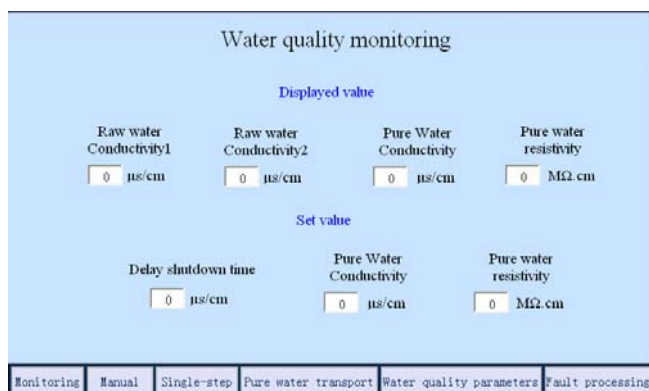 Water quality monitoring
Displayed value
Raw water Raw water Pure Water Pure water
Conductivity1 Conductivity2 Conductivity resistivity
0 μs/cm 0 μs/cm 0 μs/cm 0 MΩ.cm
Set value
Delay shutdown time Pure Water Pure water
Conductivity resistivity
0 μs/cm 0 μs/cm 0 MΩ.cm
Monitoring Manual Single-step Pure water transport Water quality parameters Fault processing